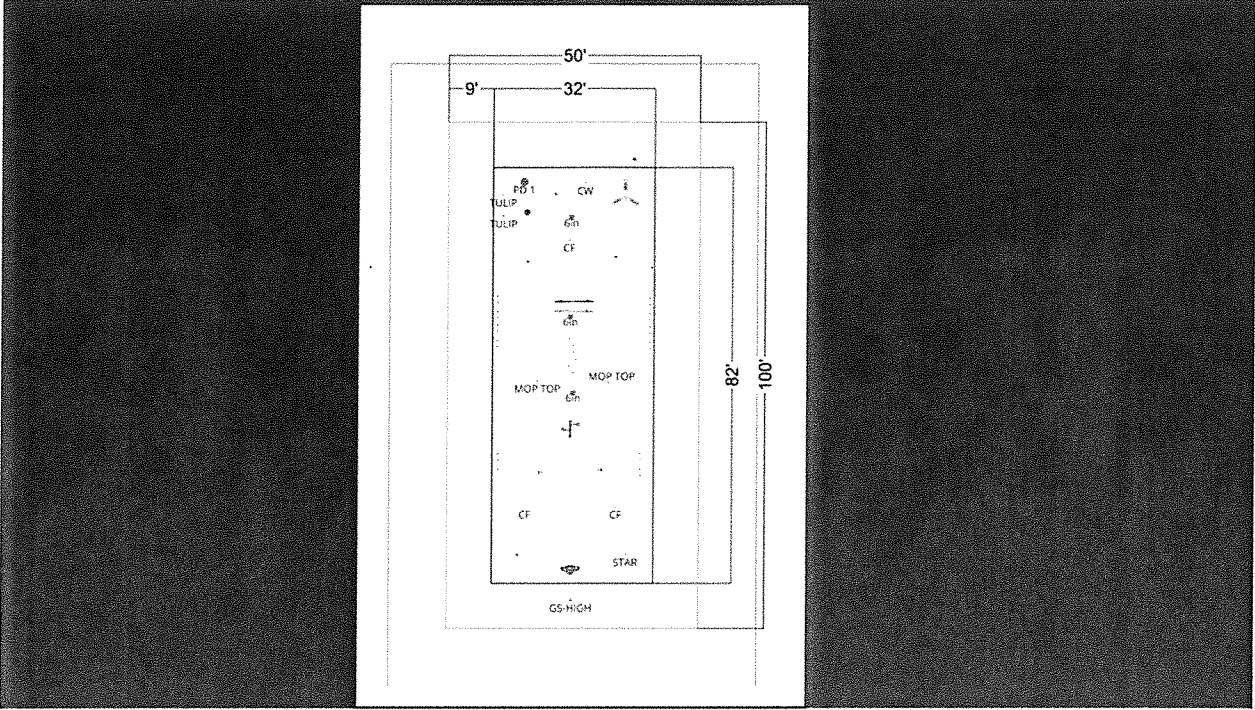 50'
9'
32'
PD 1
CW
TULIP
TULIP
6in
CF
6in
MOP TOP
MOP TOP
6in
82'
100'
CF
CF
STAR
GS-HIGH